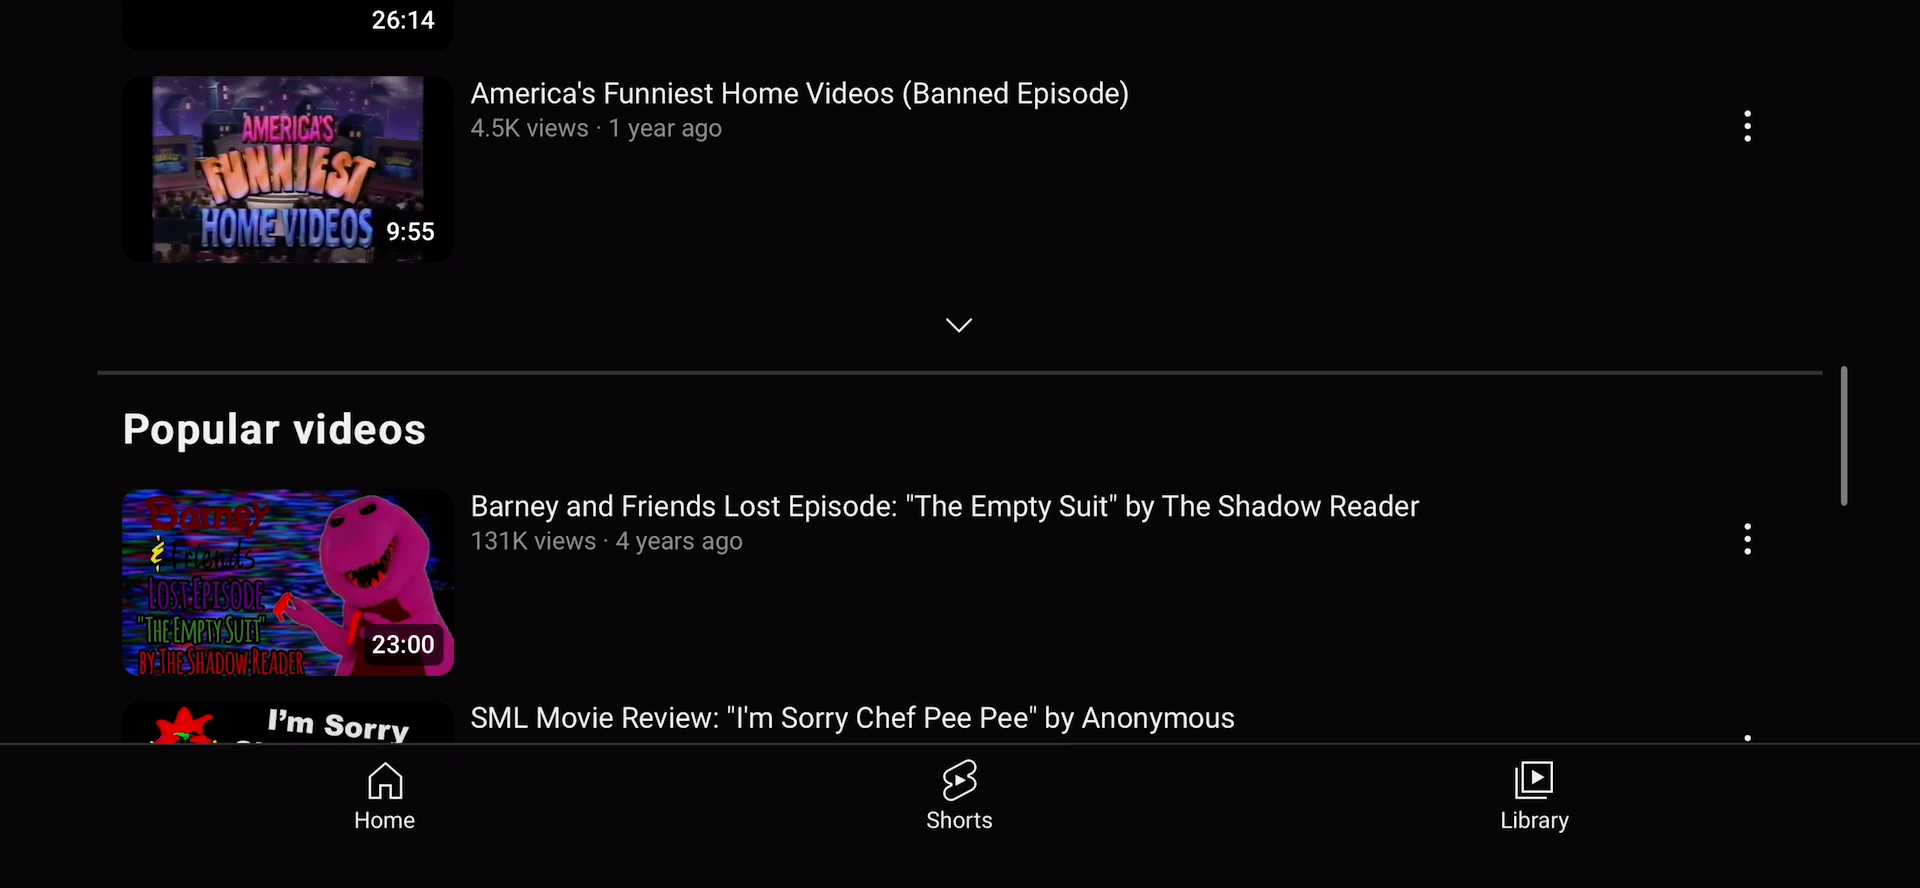 26:14
America's Funniest Home Videos (Banned Episode)
4.5K views · 1 year ago
AMERICA'S
FUNNIEST
HOME VIDEOS
9:55
Popular videos
Barney and Friends Lost Episode: "The Empty Suit" by The Shadow Reader
131K views · 4 years ago
Barney
& Friends
LOST EPISODE
"THE EMPTY SUIT"
BY THE SHADOW READER
23:00
SML Movie Review: "I'm Sorry Chef Pee Pee" by Anonymous
I'm Sorry
Home
Shorts
Library